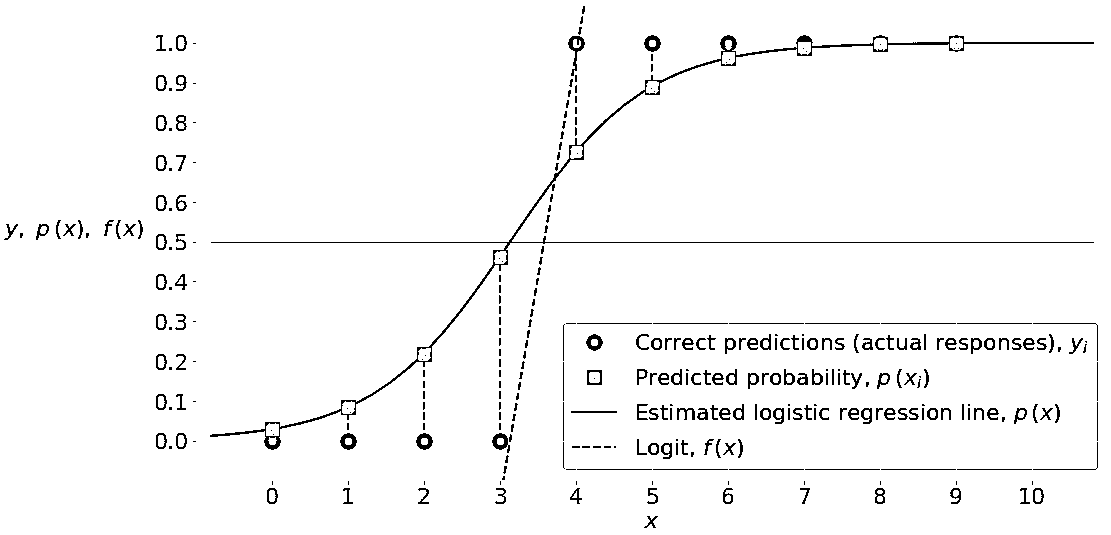 1.0
0.9
0.8
0.7
0.6
y, p(x), f(x) 0.5
0.4
0.3
0.2
0.1
0.0
Correct predictions (actual responses), yᵢ
Predicted probability, p(xᵢ)
Estimated logistic regression line, p(x)
Logit, f(x)
0 1 2 3 4 5 6 7 8 9 10
x